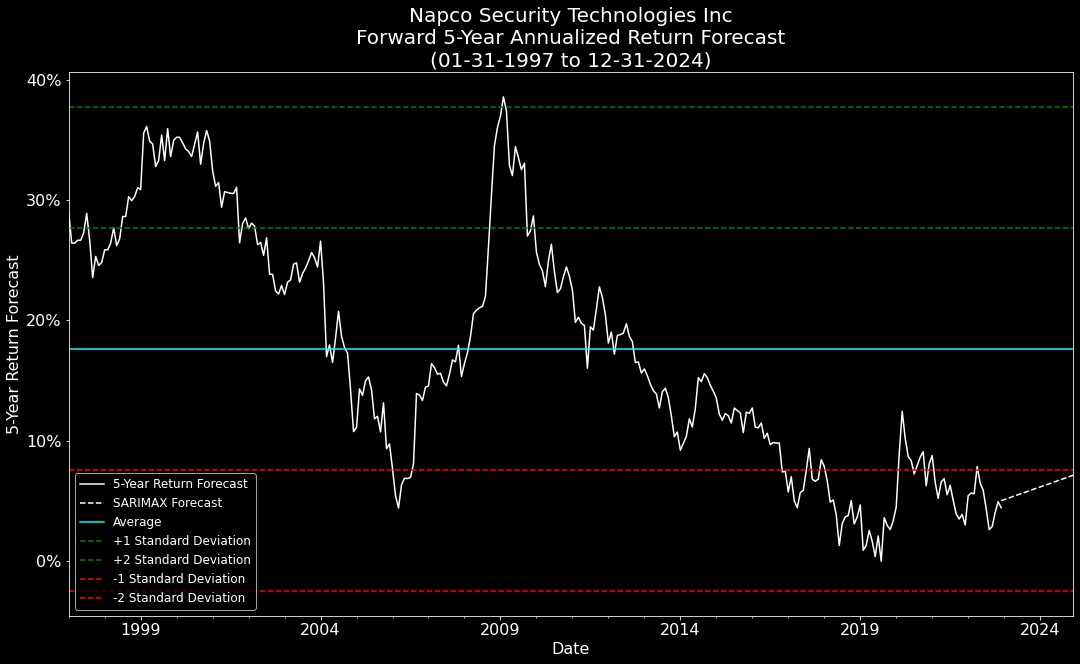 Napco Security Technologies Inc
Forward 5-Year Annualized Return Forecast
(01-31-1997 to 12-31-2024)
40%
30%
20%
10%
0%
5-Year Return Forecast
5-Year Return Forecast
SARIMAX Forecast
Average
+1 Standard Deviation
+2 Standard Deviation
-1 Standard Deviation
-2 Standard Deviation
1999 2004 2009 2014 2019 2024
Date